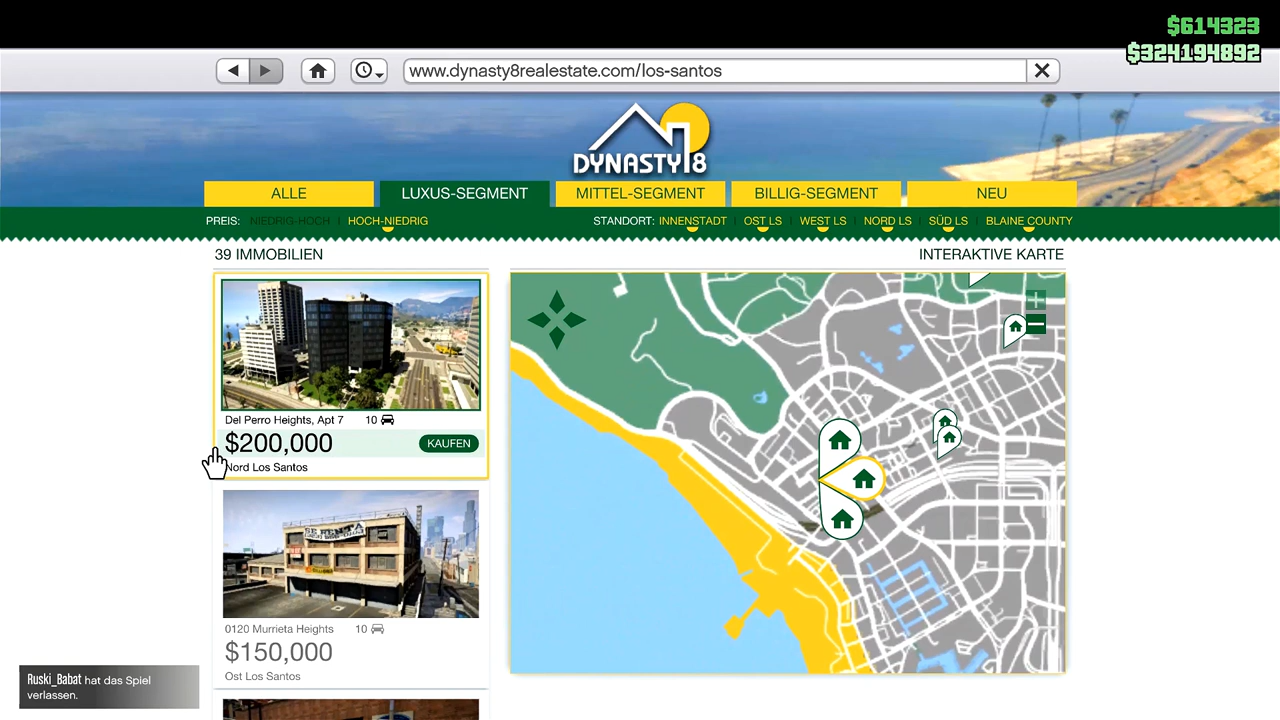 $614323
$324194892
www.dynasty8realestate.com/los-santos
DYNASTY 8
ALLE
LUXUS-SEGMENT
MITTEL-SEGMENT
BILLIG-SEGMENT
NEU
PREIS: NIEDRIG-HOCH HOCH-NIEDRIG
STANDORT: INNENSTADT OST LS WEST LS NORD LS SÜD LS BLAINE COUNTY
39 IMMOBILIEN
INTERAKTIVE KARTE
Del Perro Heights, Apt 7 10
$200,000
KAUFEN
Nord Los Santos
0120 Murrieta Heights 10
$150,000
Ost Los Santos
Ruski_Babat hat das Spiel
verlassen.